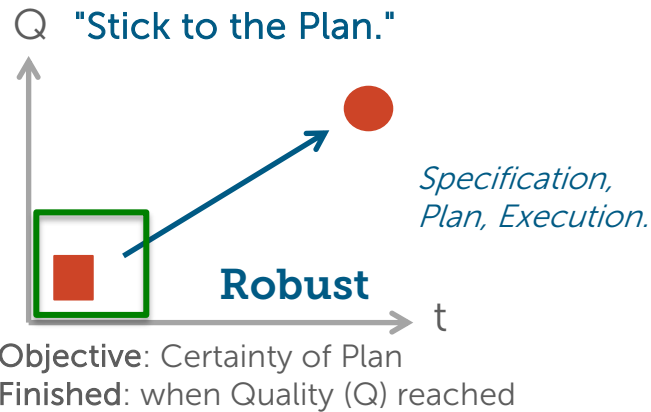 Q "Stick to the Plan."
Specification,
Plan, Execution.
Robust
t
Objective: Certainty of Plan
Finished: when Quality (Q) reached